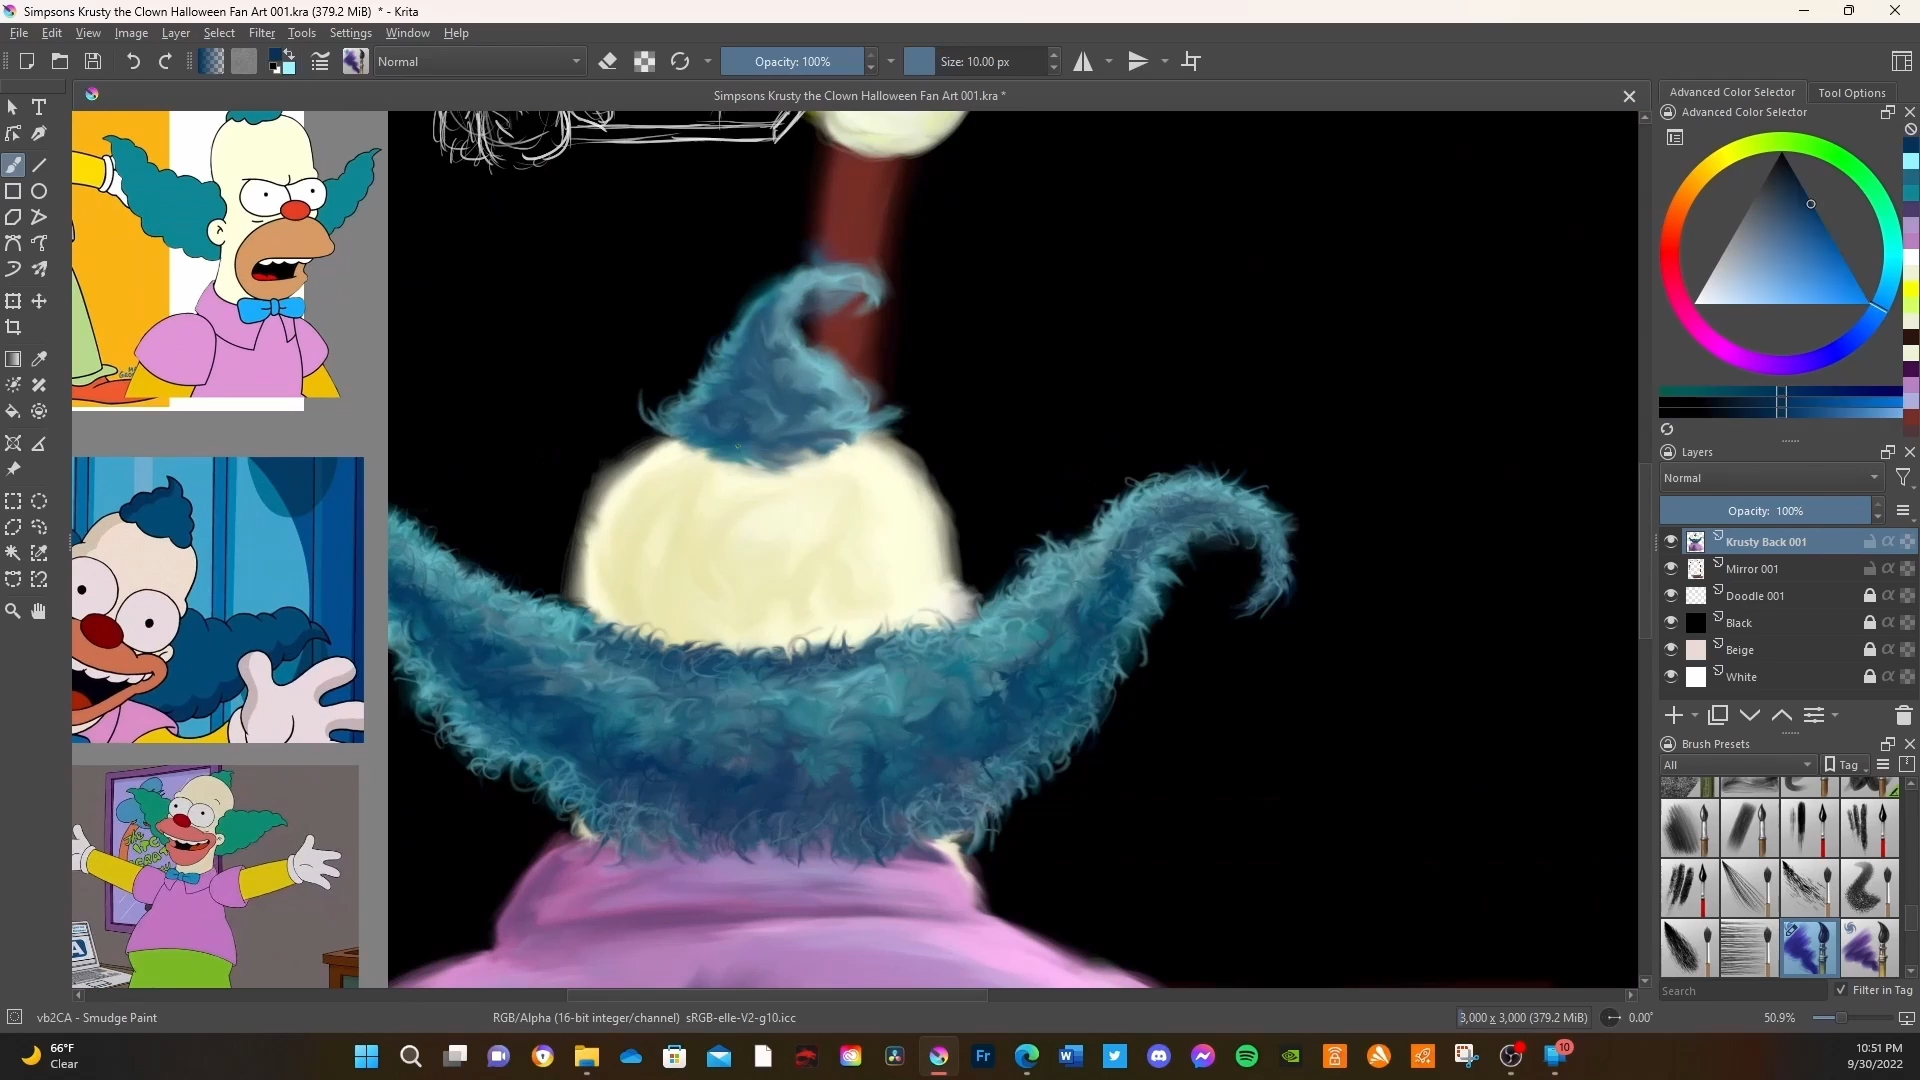 Simpsons Krusty the Clown Halloween Fan Art 001.kra (379.2 MiB) * - Krita
File Edit View Image Layer Select Filter Tools Settings Window Help
Normal
Opacity: 100%
Size: 10.00 px
Simpsons Krusty the Clown Halloween Fan Art 001.kra *
Advanced Color Selector
Tool Options
Advanced Color Selector
Layers
Normal
Opacity: 100%
Krusty Back 001
Mirror 001
Doodle 001
Black
Beige
White
Brush Presets
All
Tag
Search
Filter in Tag
vb2CA - Smudge Paint
RGB/Alpha (16-bit integer/channel) sRGB-elle-V2-g10.icc
3,000 x 3,000 (379.2 MiB)
0.00°
50.9%
66°F
Clear
Fr
10
10:51 PM
9/30/2022